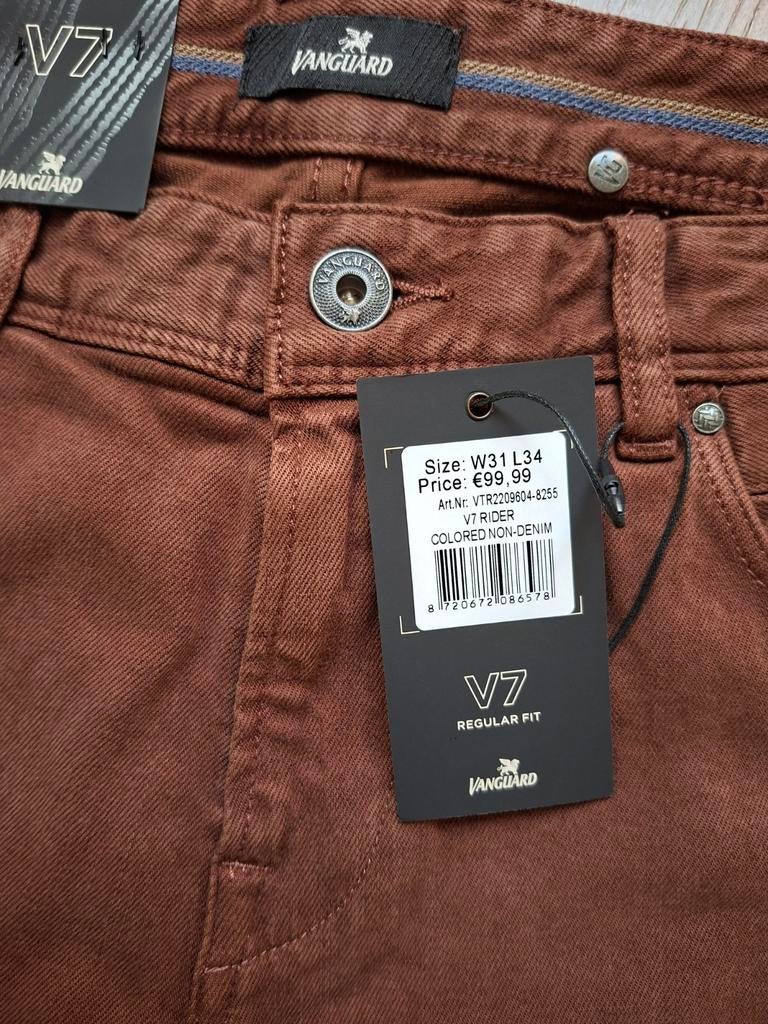 V7
VANGUARD
VANGUARD
VANGUARD
Size: W31 L34
Price: €99,99
Art.Nr: VTR2209604-8255
V7 RIDER
COLORED NON-DENIM
8 720672 086578
V7
REGULAR FIT
VANGUARD